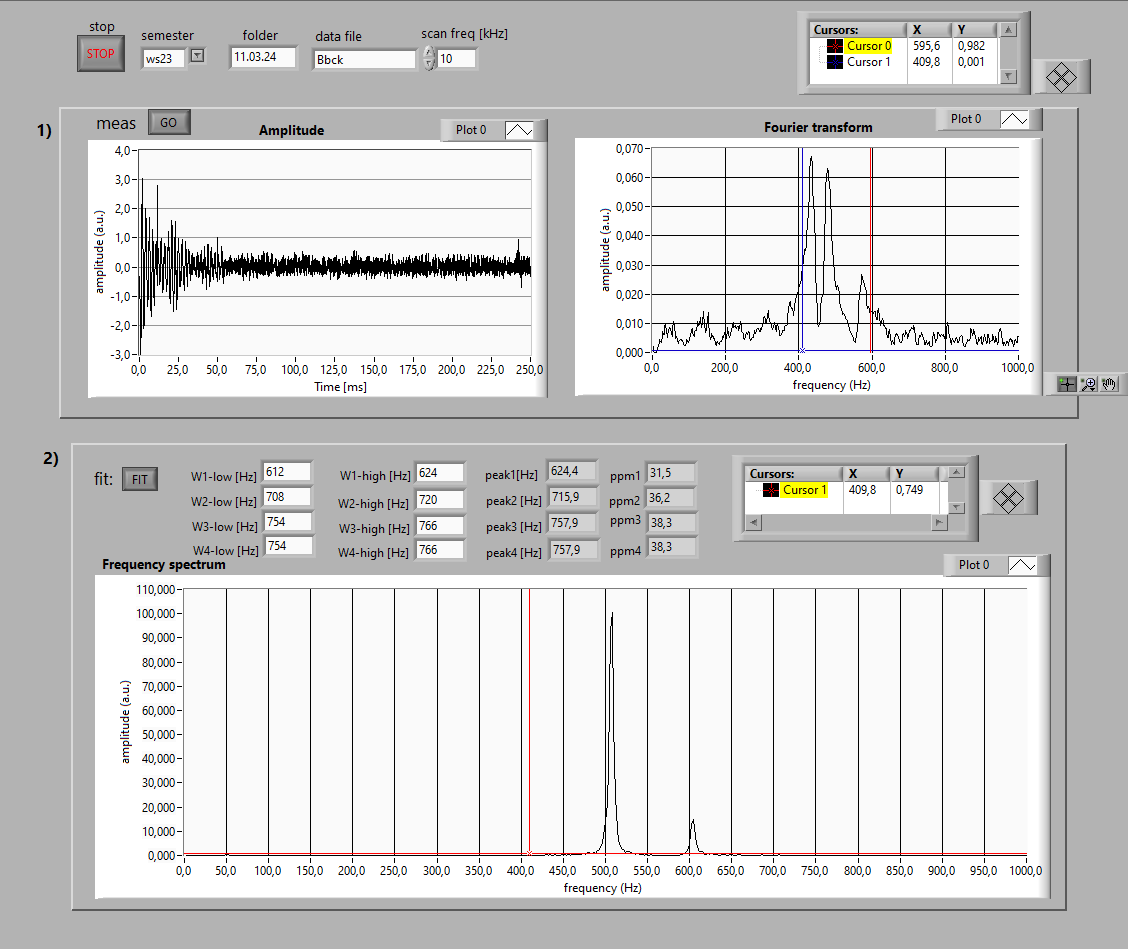 stop
STOP
semester
ws23
folder
11.03.24
data file
Bbck
scan freq [kHz]
10
Cursors: X Y
Cursor 0 595,6 0,982
Cursor 1 409,8 0,001
1)
meas GO
Amplitude
Plot 0
4,0
3,0
2,0
1,0
0,0
-1,0
-2,0
-3,0
amplitude (a.u.)
0,0 25,0 50,0 75,0 100,0 125,0 150,0 175,0 200,0 225,0 250,0
Time [ms]
Fourier transform
Plot 0
0,070
0,060
0,050
0,040
0,030
0,020
0,010
0,000
amplitude (a.u.)
0,0 200,0 400,0 600,0 800,0 1000,0
frequency (Hz)
2)
fit: FIT
W1-low [Hz] 612
W2-low [Hz] 708
W3-low [Hz] 754
W4-low [Hz] 754
W1-high [Hz] 624
W2-high [Hz] 720
W3-high [Hz] 766
W4-high [Hz] 766
peak1[Hz] 624,4
peak2 [Hz] 715,9
peak3 [Hz] 757,9
peak4 [Hz] 757,9
ppm1 31,5
ppm2 36,2
ppm3 38,3
ppm4 38,3
Cursors: X Y
Cursor 1 409,8 0,749
Frequency spectrum
Plot 0
110,000
100,000
90,000
80,000
70,000
60,000
50,000
40,000
30,000
20,000
10,000
0,000
amplitude (a.u.)
0,0 50,0 100,0 150,0 200,0 250,0 300,0 350,0 400,0 450,0 500,0 550,0 600,0 650,0 700,0 750,0 800,0 850,0 900,0 950,0 1000,0
frequency (Hz)